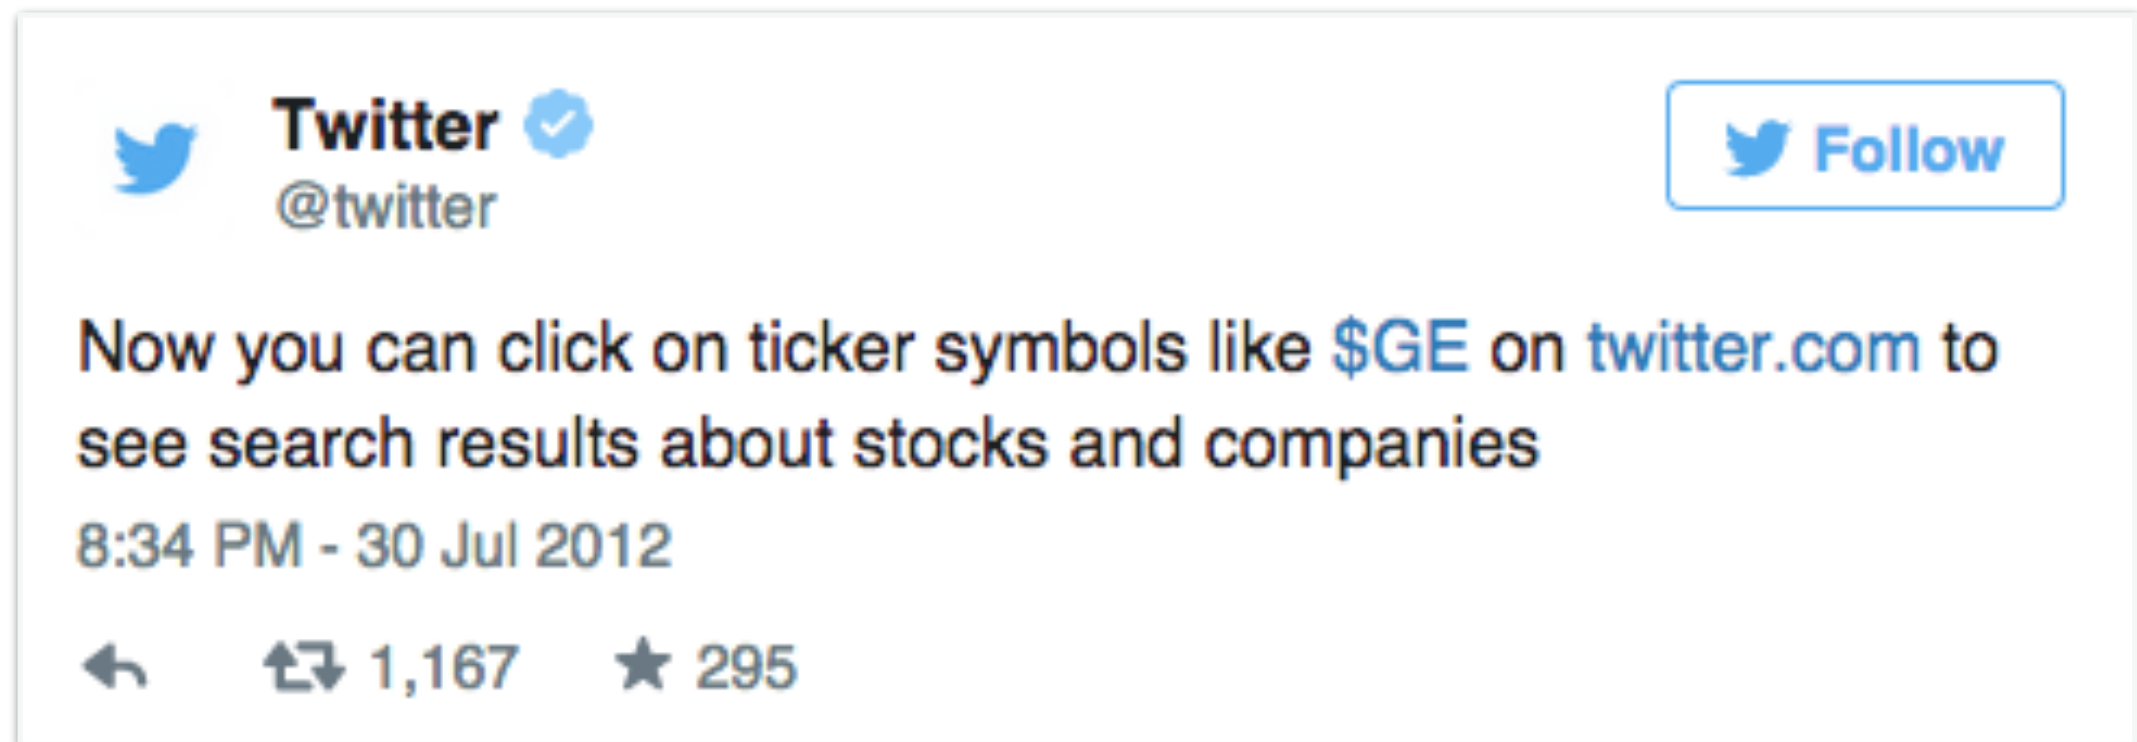 Twitter
Follow
@twitter
Now you can click on ticker symbols like $GE on twitter.com to
see search results about stocks and companies
8:34 PM - 30 Jul 2012
1,167 295